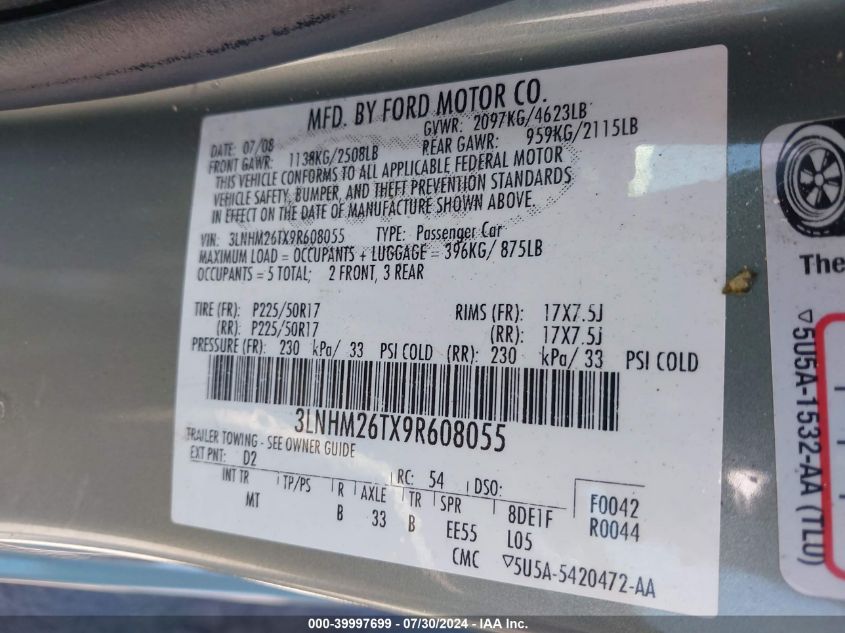 MFD. BY FORD MOTOR CO.
DATE: 07/08 GVWR: 2097KG/4623LB
FRONT GAWR: 1138KG/2508LB REAR GAWR: 959KG/2115LB
THIS VEHICLE CONFORMS TO ALL APPLICABLE FEDERAL MOTOR
VEHICLE SAFETY, BUMPER, AND THEFT PREVENTION STANDARDS
IN EFFECT ON THE DATE OF MANUFACTURE SHOWN ABOVE.
VIN: 3LNHM26TX9R608055 TYPE: Passenger Car
MAXIMUM LOAD = OCCUPANTS + LUGGAGE = 396KG/ 875LB
OCCUPANTS = 5 TOTAL; 2 FRONT, 3 REAR
TIRE (FR): P225/50R17 RIMS (FR): 17X7.5j
(RR): P225/50R17 (RR): 17X7.5j
PRESSURE (FR): 230 kPa/ 33 PSI COLD (RR): 230 kPa/ 33 PSI COLD
3LNHM26TX9R608055
TRAILER TOWING - SEE OWNER GUIDE
EXT PNT: D2 RC: 54 DSO:
INT TR TP/PS R AXLE TR SPR 8DE1F F0042
MT B 33 B EE55 L05 R0044
CMC ▽5U5A-5420472-AA
The
▽5U5A-1532-AA (TLU)
000-39997699 / 07/30/2024 - IAA Inc.